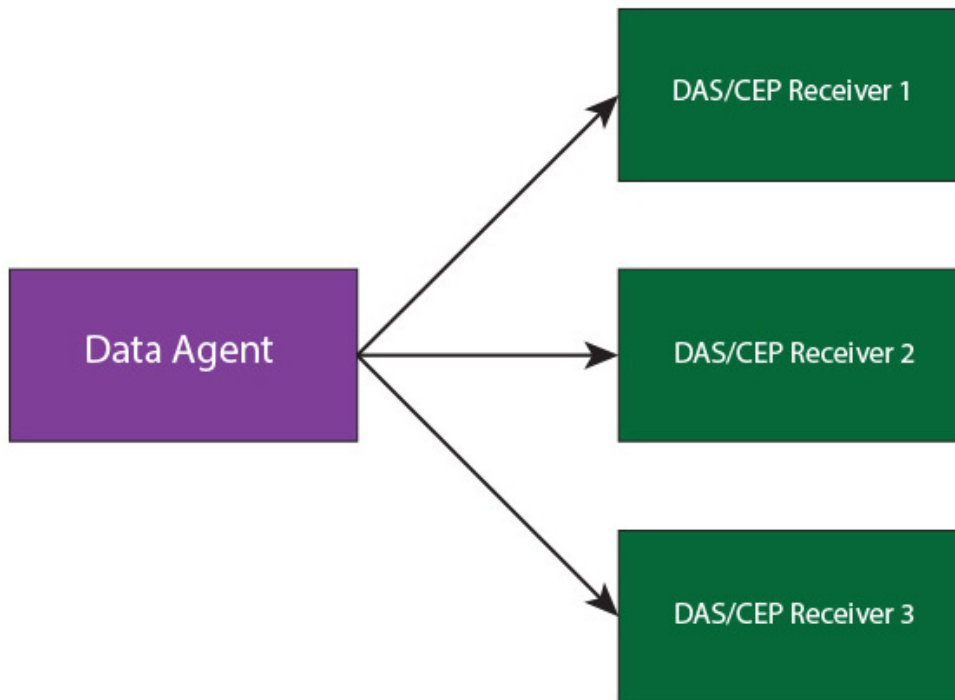 DAS/CEP Receiver 1
Data Agent
DAS/CEP Receiver 2
DAS/CEP Receiver 3